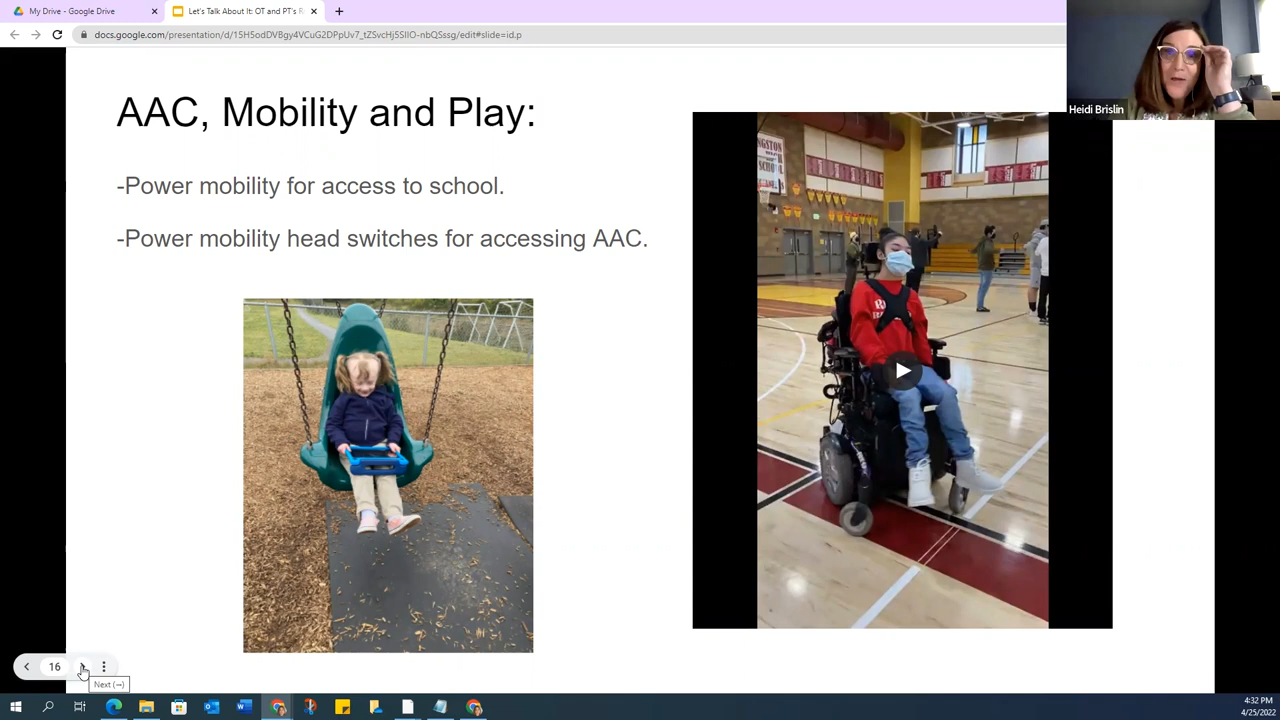 My Drive - Google Drive
Let's Talk About It: OT and PT's R
docs.google.com/presentation/d/15H5odDVBgy4VCuG2DPpUv7_tZSvcHj5SIIO-nbQSssg/edit#slide=id.p
Heidi Brislin
AAC, Mobility and Play:
-Power mobility for access to school.
-Power mobility head switches for accessing AAC.
16
Next (→)
4:32 PM
4/25/2022